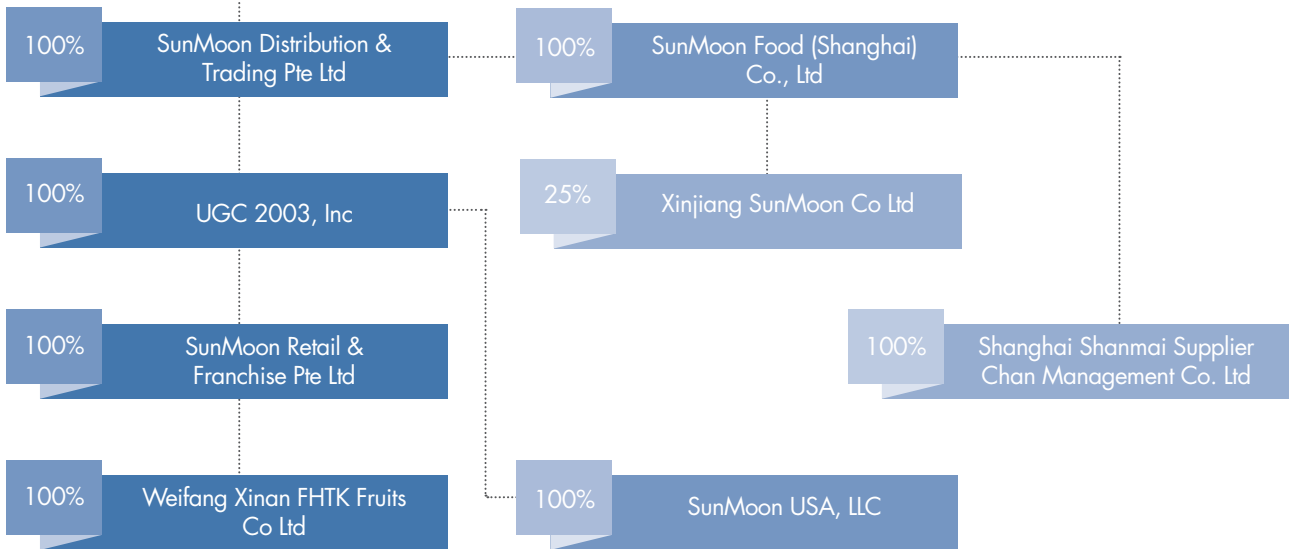 100%
SunMoon Distribution &
Trading Pte Ltd
100%
SunMoon Food (Shanghai)
Co., Ltd
100%
UGC 2003, Inc
25%
Xinjiang SunMoon Co Ltd
100%
SunMoon Retail &
Franchise Pte Ltd
100%
Shanghai Shanmai Supplier
Chan Management Co. Ltd
100%
Weifang Xinan FHTK Fruits
Co Ltd
100%
SunMoon USA, LLC